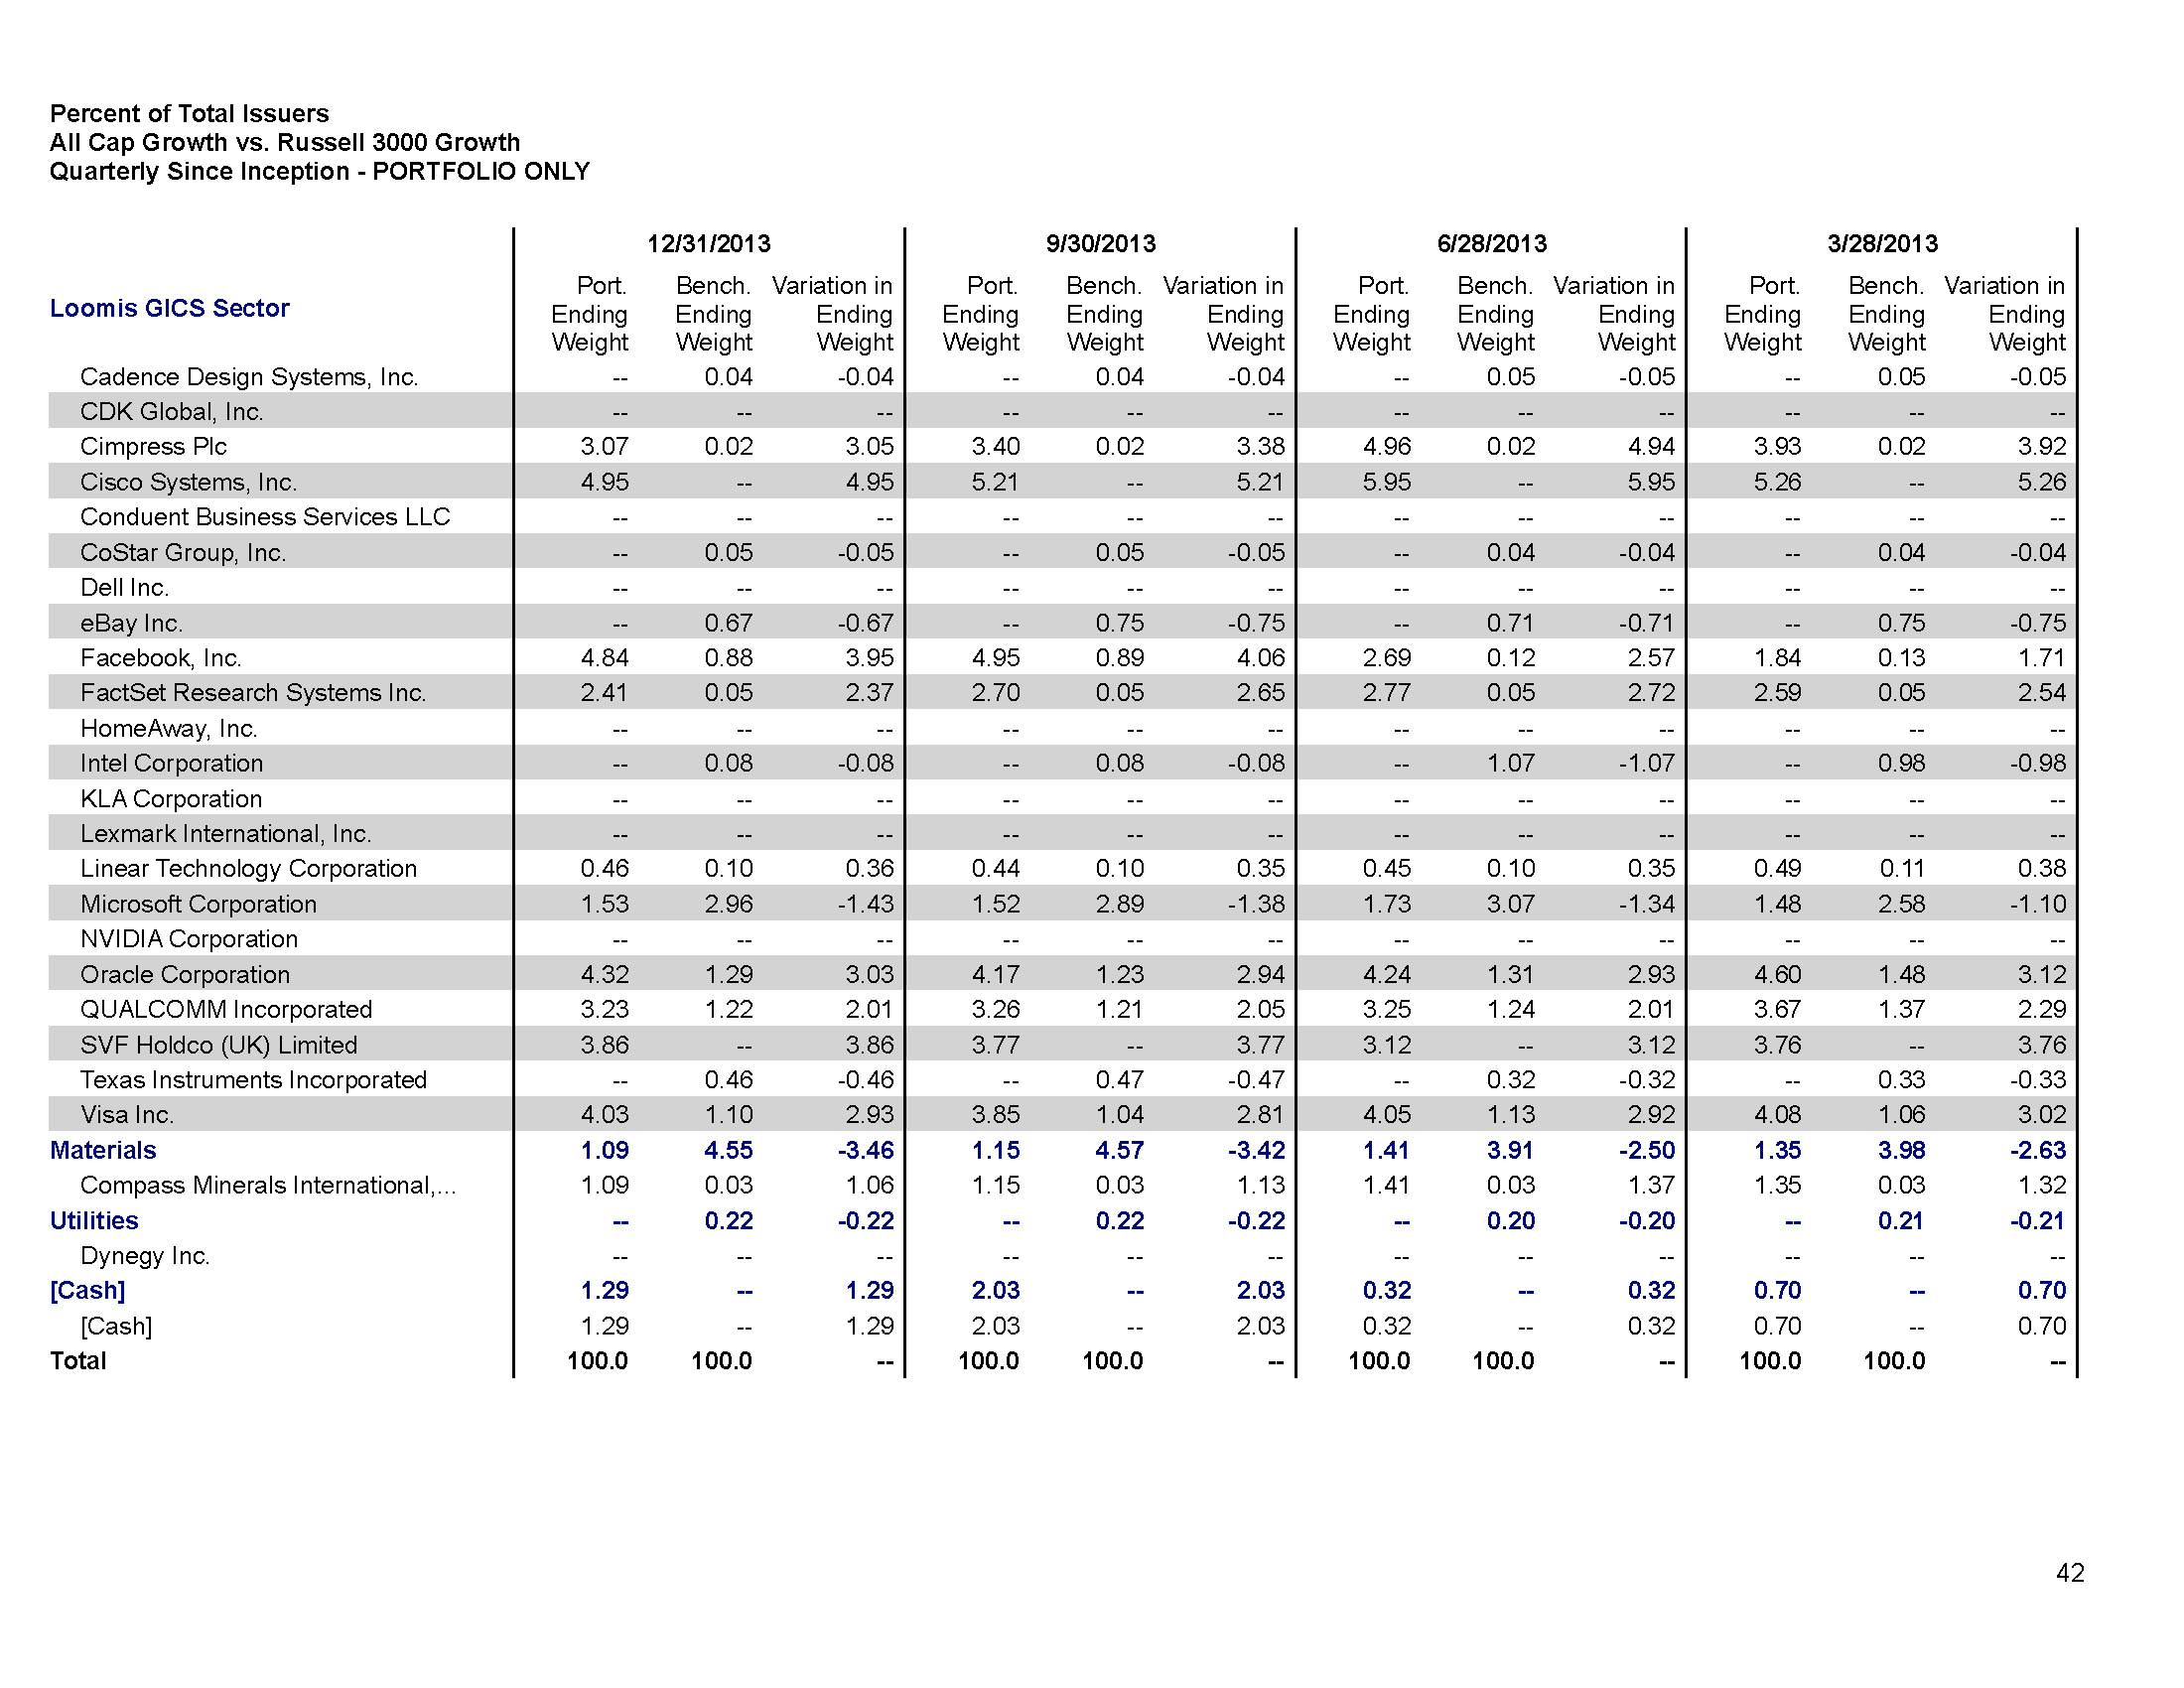 Percent of Total Issuers
All Cap Growth vs. Russell 3000 Growth
Quarterly Since Inception - PORTFOLIO ONLY
12/31/2013 9/30/2013 6/28/2013 3/28/2013
Loomis GICS Sector
Port. Bench. Variation in Port. Bench. Variation in Port. Bench. Variation in Port. Bench. Variation in
Ending Ending Ending Ending Ending Ending Ending Ending Ending Ending Ending Ending
Weight Weight Weight Weight Weight Weight Weight Weight Weight Weight Weight Weight
Cadence Design Systems, Inc. -- 0.04 -0.04 -- 0.04 -0.04 -- 0.05 -0.05 -- 0.05 -0.05
CDK Global, Inc. -- -- -- -- -- -- -- -- -- -- -- --
Cimpress Plc 3.07 0.02 3.05 3.40 0.02 3.38 4.96 0.02 4.94 3.93 0.02 3.92
Cisco Systems, Inc. 4.95 -- 4.95 5.21 -- 5.21 5.95 -- 5.95 5.26 -- 5.26
Conduent Business Services LLC -- -- -- -- -- -- -- -- -- -- -- --
CoStar Group, Inc. -- 0.05 -0.05 -- 0.05 -0.05 -- 0.04 -0.04 -- 0.04 -0.04
Dell Inc. -- -- -- -- -- -- -- -- -- -- -- --
eBay Inc. -- 0.67 -0.67 -- 0.75 -0.75 -- 0.71 -0.71 -- 0.75 -0.75
Facebook, Inc. 4.84 0.88 3.95 4.95 0.89 4.06 2.69 0.12 2.57 1.84 0.13 1.71
FactSet Research Systems Inc. 2.41 0.05 2.37 2.70 0.05 2.65 2.77 0.05 2.72 2.59 0.05 2.54
HomeAway, Inc. -- -- -- -- -- -- -- -- -- -- -- --
Intel Corporation -- 0.08 -0.08 -- 0.08 -0.08 -- 1.07 -1.07 -- 0.98 -0.98
KLA Corporation -- -- -- -- -- -- -- -- -- -- -- --
Lexmark International, Inc. -- -- -- -- -- -- -- -- -- -- -- --
Linear Technology Corporation 0.46 0.10 0.36 0.44 0.10 0.35 0.45 0.10 0.35 0.49 0.11 0.38
Microsoft Corporation 1.53 2.96 -1.43 1.52 2.89 -1.38 1.73 3.07 -1.34 1.48 2.58 -1.10
NVIDIA Corporation -- -- -- -- -- -- -- -- -- -- -- --
Oracle Corporation 4.32 1.29 3.03 4.17 1.23 2.94 4.24 1.31 2.93 4.60 1.48 3.12
QUALCOMM Incorporated 3.23 1.22 2.01 3.26 1.21 2.05 3.25 1.24 2.01 3.67 1.37 2.29
SVF Holdco (UK) Limited 3.86 -- 3.86 3.77 -- 3.77 3.12 -- 3.12 3.76 -- 3.76
Texas Instruments Incorporated -- 0.46 -0.46 -- 0.47 -0.47 -- 0.32 -0.32 -- 0.33 -0.33
Visa Inc. 4.03 1.10 2.93 3.85 1.04 2.81 4.05 1.13 2.92 4.08 1.06 3.02
Materials 1.09 4.55 -3.46 1.15 4.57 -3.42 1.41 3.91 -2.50 1.35 3.98 -2.63
Compass Minerals International,... 1.09 0.03 1.06 1.15 0.03 1.13 1.41 0.03 1.37 1.35 0.03 1.32
Utilities -- 0.22 -0.22 -- 0.22 -0.22 -- 0.20 -0.20 -- 0.21 -0.21
Dynegy Inc. -- -- -- -- -- -- -- -- -- -- -- --
[Cash] 1.29 -- 1.29 2.03 -- 2.03 0.32 -- 0.32 0.70 -- 0.70
[Cash] 1.29 -- 1.29 2.03 -- 2.03 0.32 -- 0.32 0.70 -- 0.70
Total 100.0 100.0 -- 100.0 100.0 -- 100.0 100.0 -- 100.0 100.0 --
42